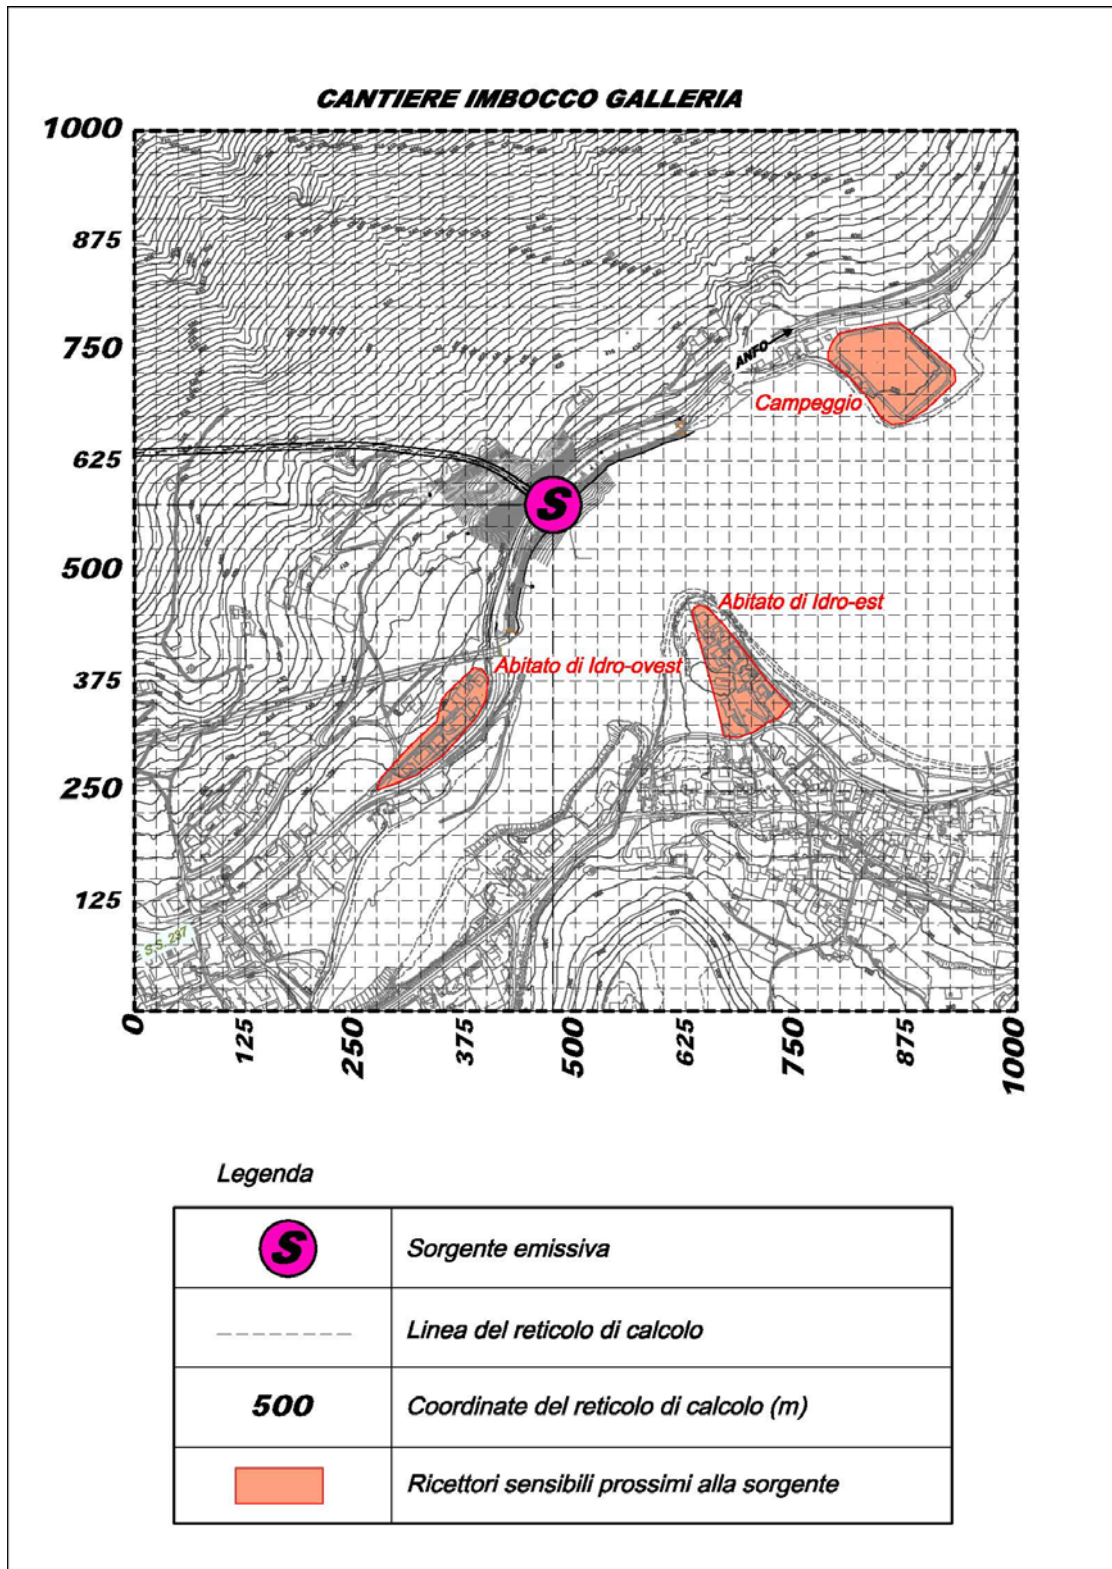 CANTIERE IMBOCCO GALLERIA
1000
875
750
ANFO
Campeggio
625
S
500
Abitato di Idro-est
Abitato di Idro-ovest
375
250
125
S.S. 237
0
125
250
375
500
625
750
875
1000
Legenda
S
Sorgente emissiva
Linea del reticolo di calcolo
500
Coordinate del reticolo di calcolo (m)
Ricettori sensibili prossimi alla sorgente